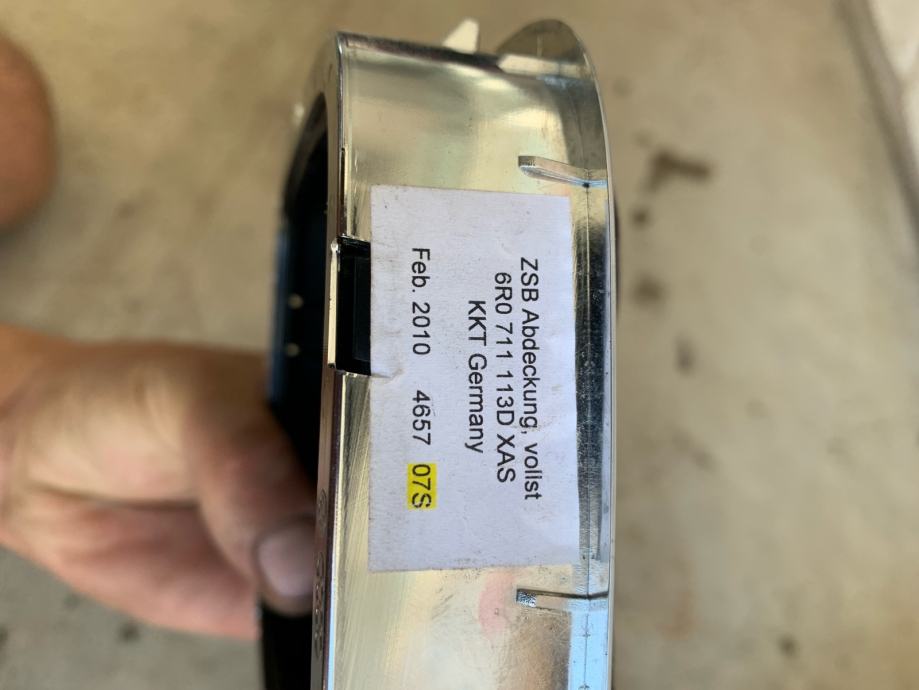 ZSB Abdeckung, vollst
6R0 711 113D XAS
KKT Germany
Feb. 2010 4657 07S